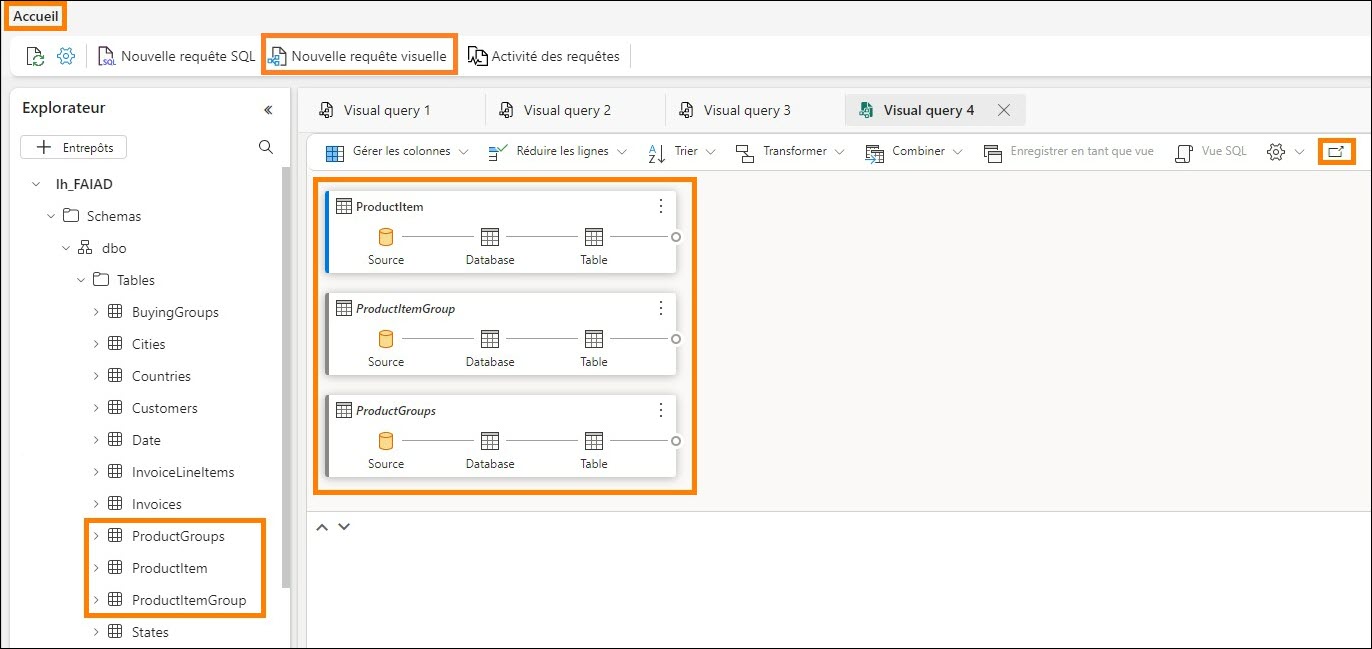 Accueil
SQL Nouvelle requête SQL Nouvelle requête visuelle Activité des requêtes
Explorateur
Entrepôts
lh_FAIAD
Schemas
dbo
Tables
BuyingGroups
Cities
Countries
Customers
Date
InvoiceLineItems
Invoices
ProductGroups
ProductItem
ProductItemGroup
States
Visual query 1 Visual query 2 Visual query 3 Visual query 4
Gérer les colonnes Réduire les lignes AZ Trier Transformer Combiner Enregistrer en tant que vue Vue SQL
ProductItem
Source Database Table
ProductItemGroup
Source Database Table
ProductGroups
Source Database Table